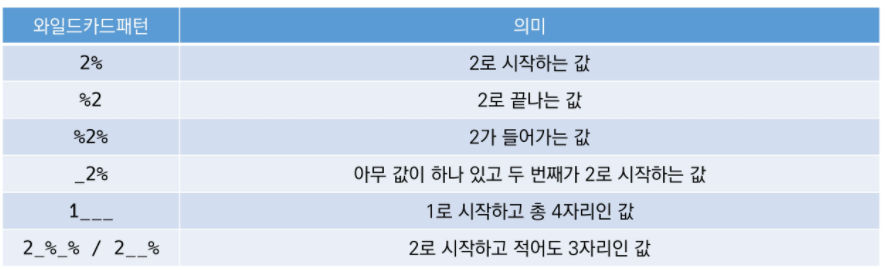 와일드카드패턴 의미
2% 2로 시작하는 값
%2 2로 끝나는 값
%2% 2가 들어가는 값
_2% 아무 값이 하나 있고 두 번째가 2로 시작하는 값
1___ 1로 시작하고 총 4자리인 값
2_%_% / 2__% 2로 시작하고 적어도 3자리인 값